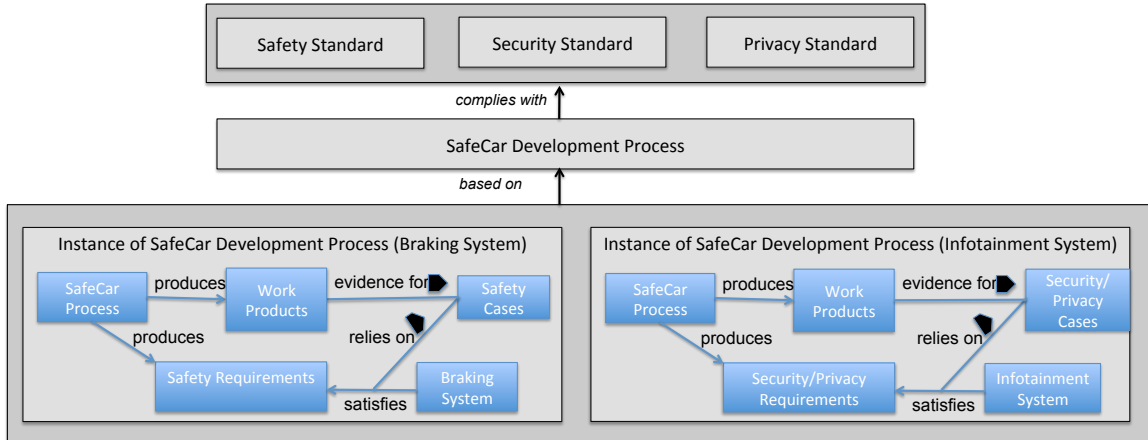 Safety Standard
Security Standard
Privacy Standard
complies with
SafeCar Development Process
based on
Instance of SafeCar Development Process (Braking System)
SafeCar
Process
produces
Work
Products
evidence for
Safety
Cases
produces
relies on
Safety Requirements
satisfies
Braking
System
Instance of SafeCar Development Process (Infotainment System)
SafeCar
Process
produces
Work
Products
evidence for
Security/
Privacy
Cases
produces
relies on
Security/Privacy
Requirements
satisfies
Infotainment
System